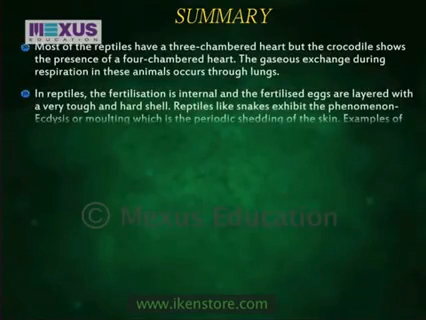 SUMMARY
MEXUS
EDUCATION
Most of the reptiles have a three-chambered heart but the crocodile shows
the presence of a four-chambered heart. The gaseous exchange during
respiration in these animals occurs through lungs.
In reptiles, the fertilisation is internal and the fertilised eggs are layered with
a very tough and hard shell. Reptiles like snakes exhibit the phenomenon-
Ecdysis or moulting which is the periodic shedding of the skin. Examples of
© Mexus Education
www.ikenstore.com